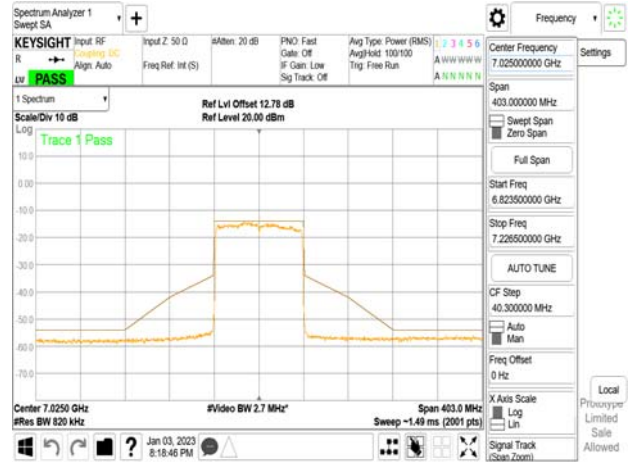 Spectrum Analyzer 1
Swept SA
+
Frequency
KEYSIGHT
R
LV PASS
Input: RF
Coupling: DC
Align: Auto
Input Z: 50 Ω
Freq Ref: Int (S)
#Atten: 20 dB
PNO: Fast
Gate: Off
IF Gain: Low
Sig Track: Off
Avg Type: Power (RMS)
Avg|Hold: 100/100
Trig: Free Run
1 2 3 4 5 6
A W W W W W
A N N N N N
1 Spectrum
Scale/Div 10 dB
Ref Lvl Offset 12.78 dB
Ref Level 20.00 dBm
Log
Trace 1 Pass
10.0
0.00
-10.0
-20.0
-30.0
-40.0
-50.0
-60.0
-70.0
Center 7.0250 GHz
#Video BW 2.7 MHz*
Span 403.0 MHz
#Res BW 820 kHz
Sweep ~1.49 ms (2001 pts)
Jan 03, 2023
8:18:46 PM
?
Center Frequency
7.025000000 GHz
Settings
Span
403.000000 MHz
Swept Span
Zero Span
Full Span
Start Freq
6.823500000 GHz
Stop Freq
7.226500000 GHz
AUTO TUNE
CF Step
40.300000 MHz
Auto
Man
Freq Offset
0 Hz
X Axis Scale
Log
Lin
Signal Track
(Span Zoom)
Local
Prototype
Limited
Sale
Allowed